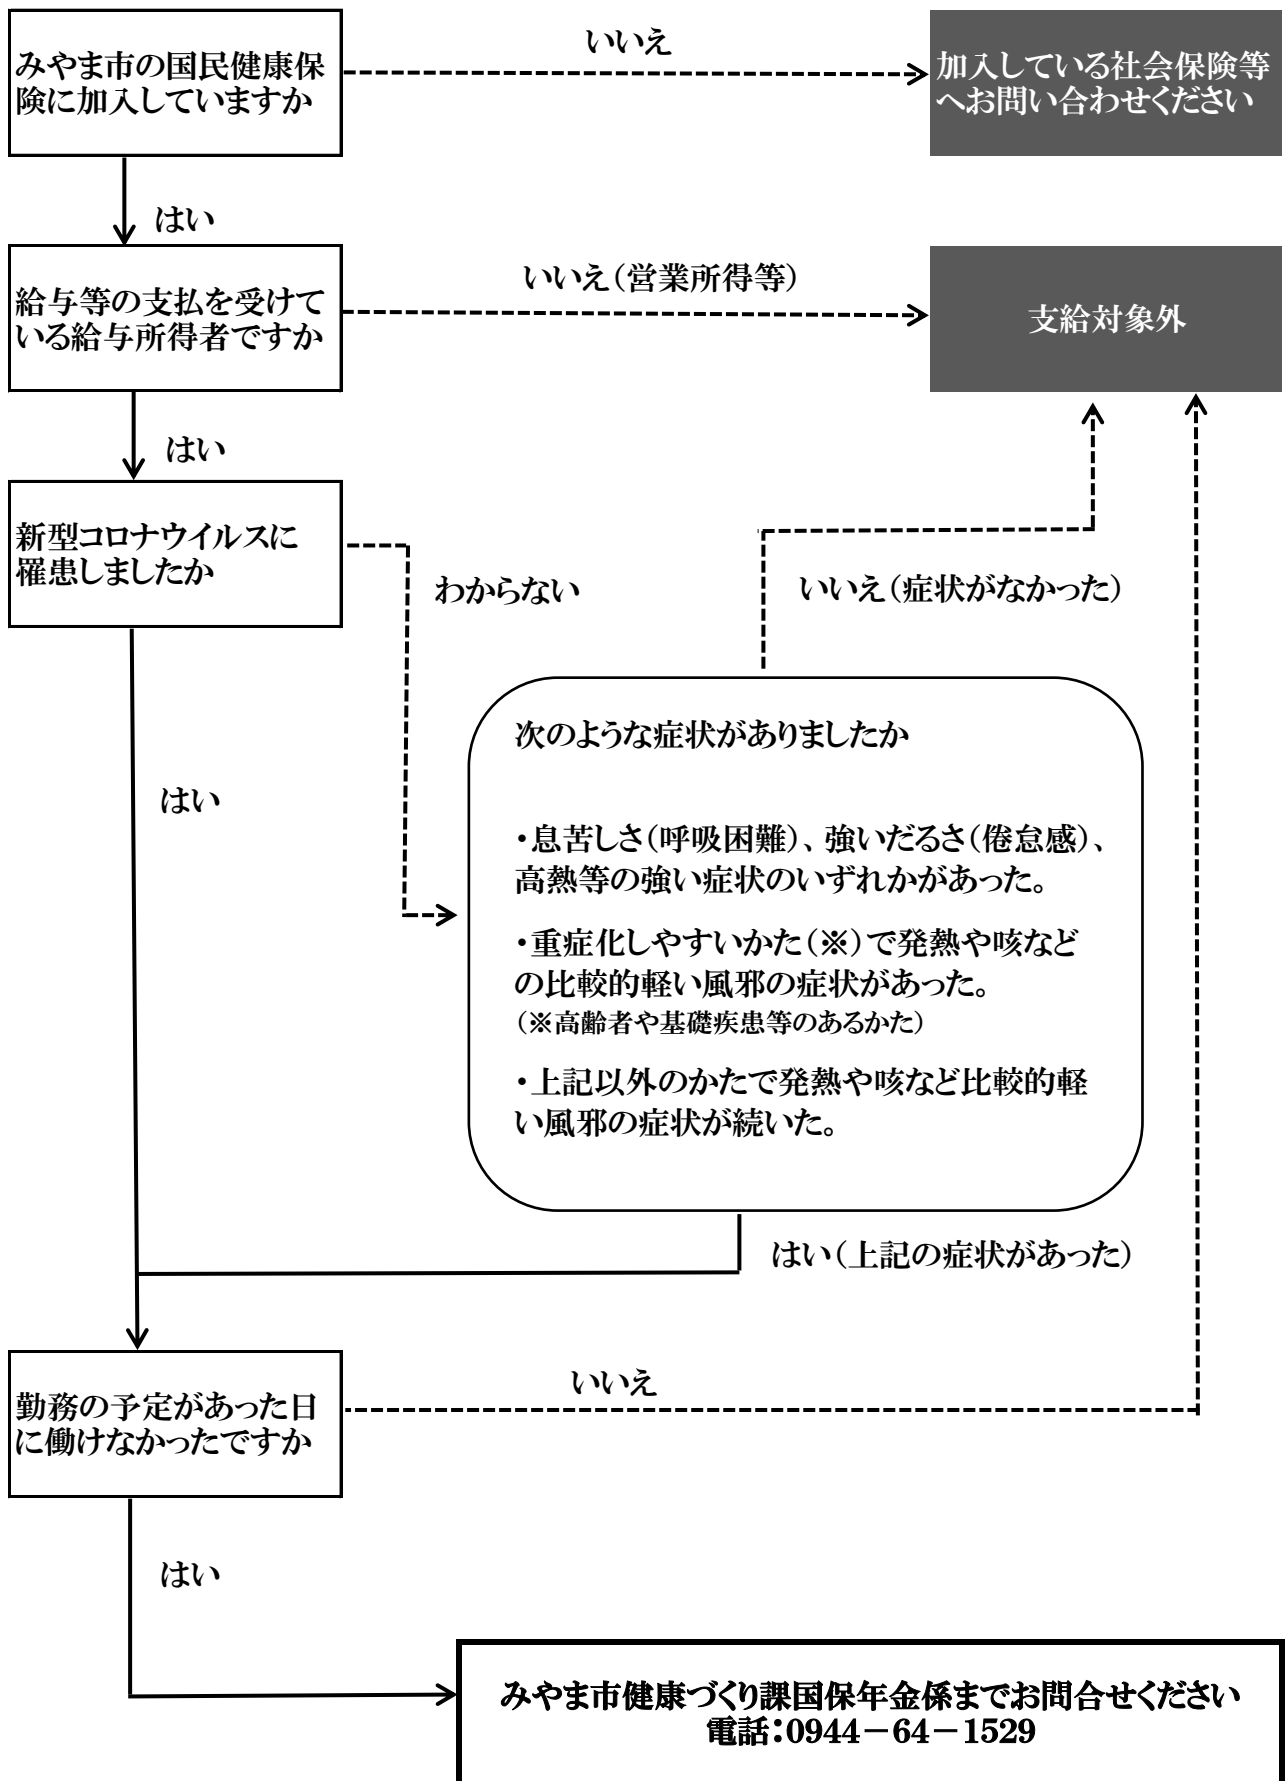 みやま市の国民健康保
険に加入していますか
いいえ
加入している社会保険等
へお問い合わせください
はい
給与等の支払を受けて
いる給与所得者ですか
いいえ（営業所得等）
支給対象外
はい
新型コロナウイルスに
罹患しましたか
わからない
いいえ（症状がなかった）
次のような症状がありましたか
・息苦しさ（呼吸困難）、強いだるさ（倦怠感）、
高熱等の強い症状のいずれかがあった。
・重症化しやすいかた（※）で発熱や咳など
の比較的軽い風邪の症状があった。
（※高齢者や基礎疾患等のあるかた）
・上記以外のかたで発熱や咳など比較的軽
い風邪の症状が続いた。
はい
はい（上記の症状があった）
勤務の予定があった日
に働けなかったですか
いいえ
はい
みやま市健康づくり課国保年金係までお問合せください
電話：0944－64－1529